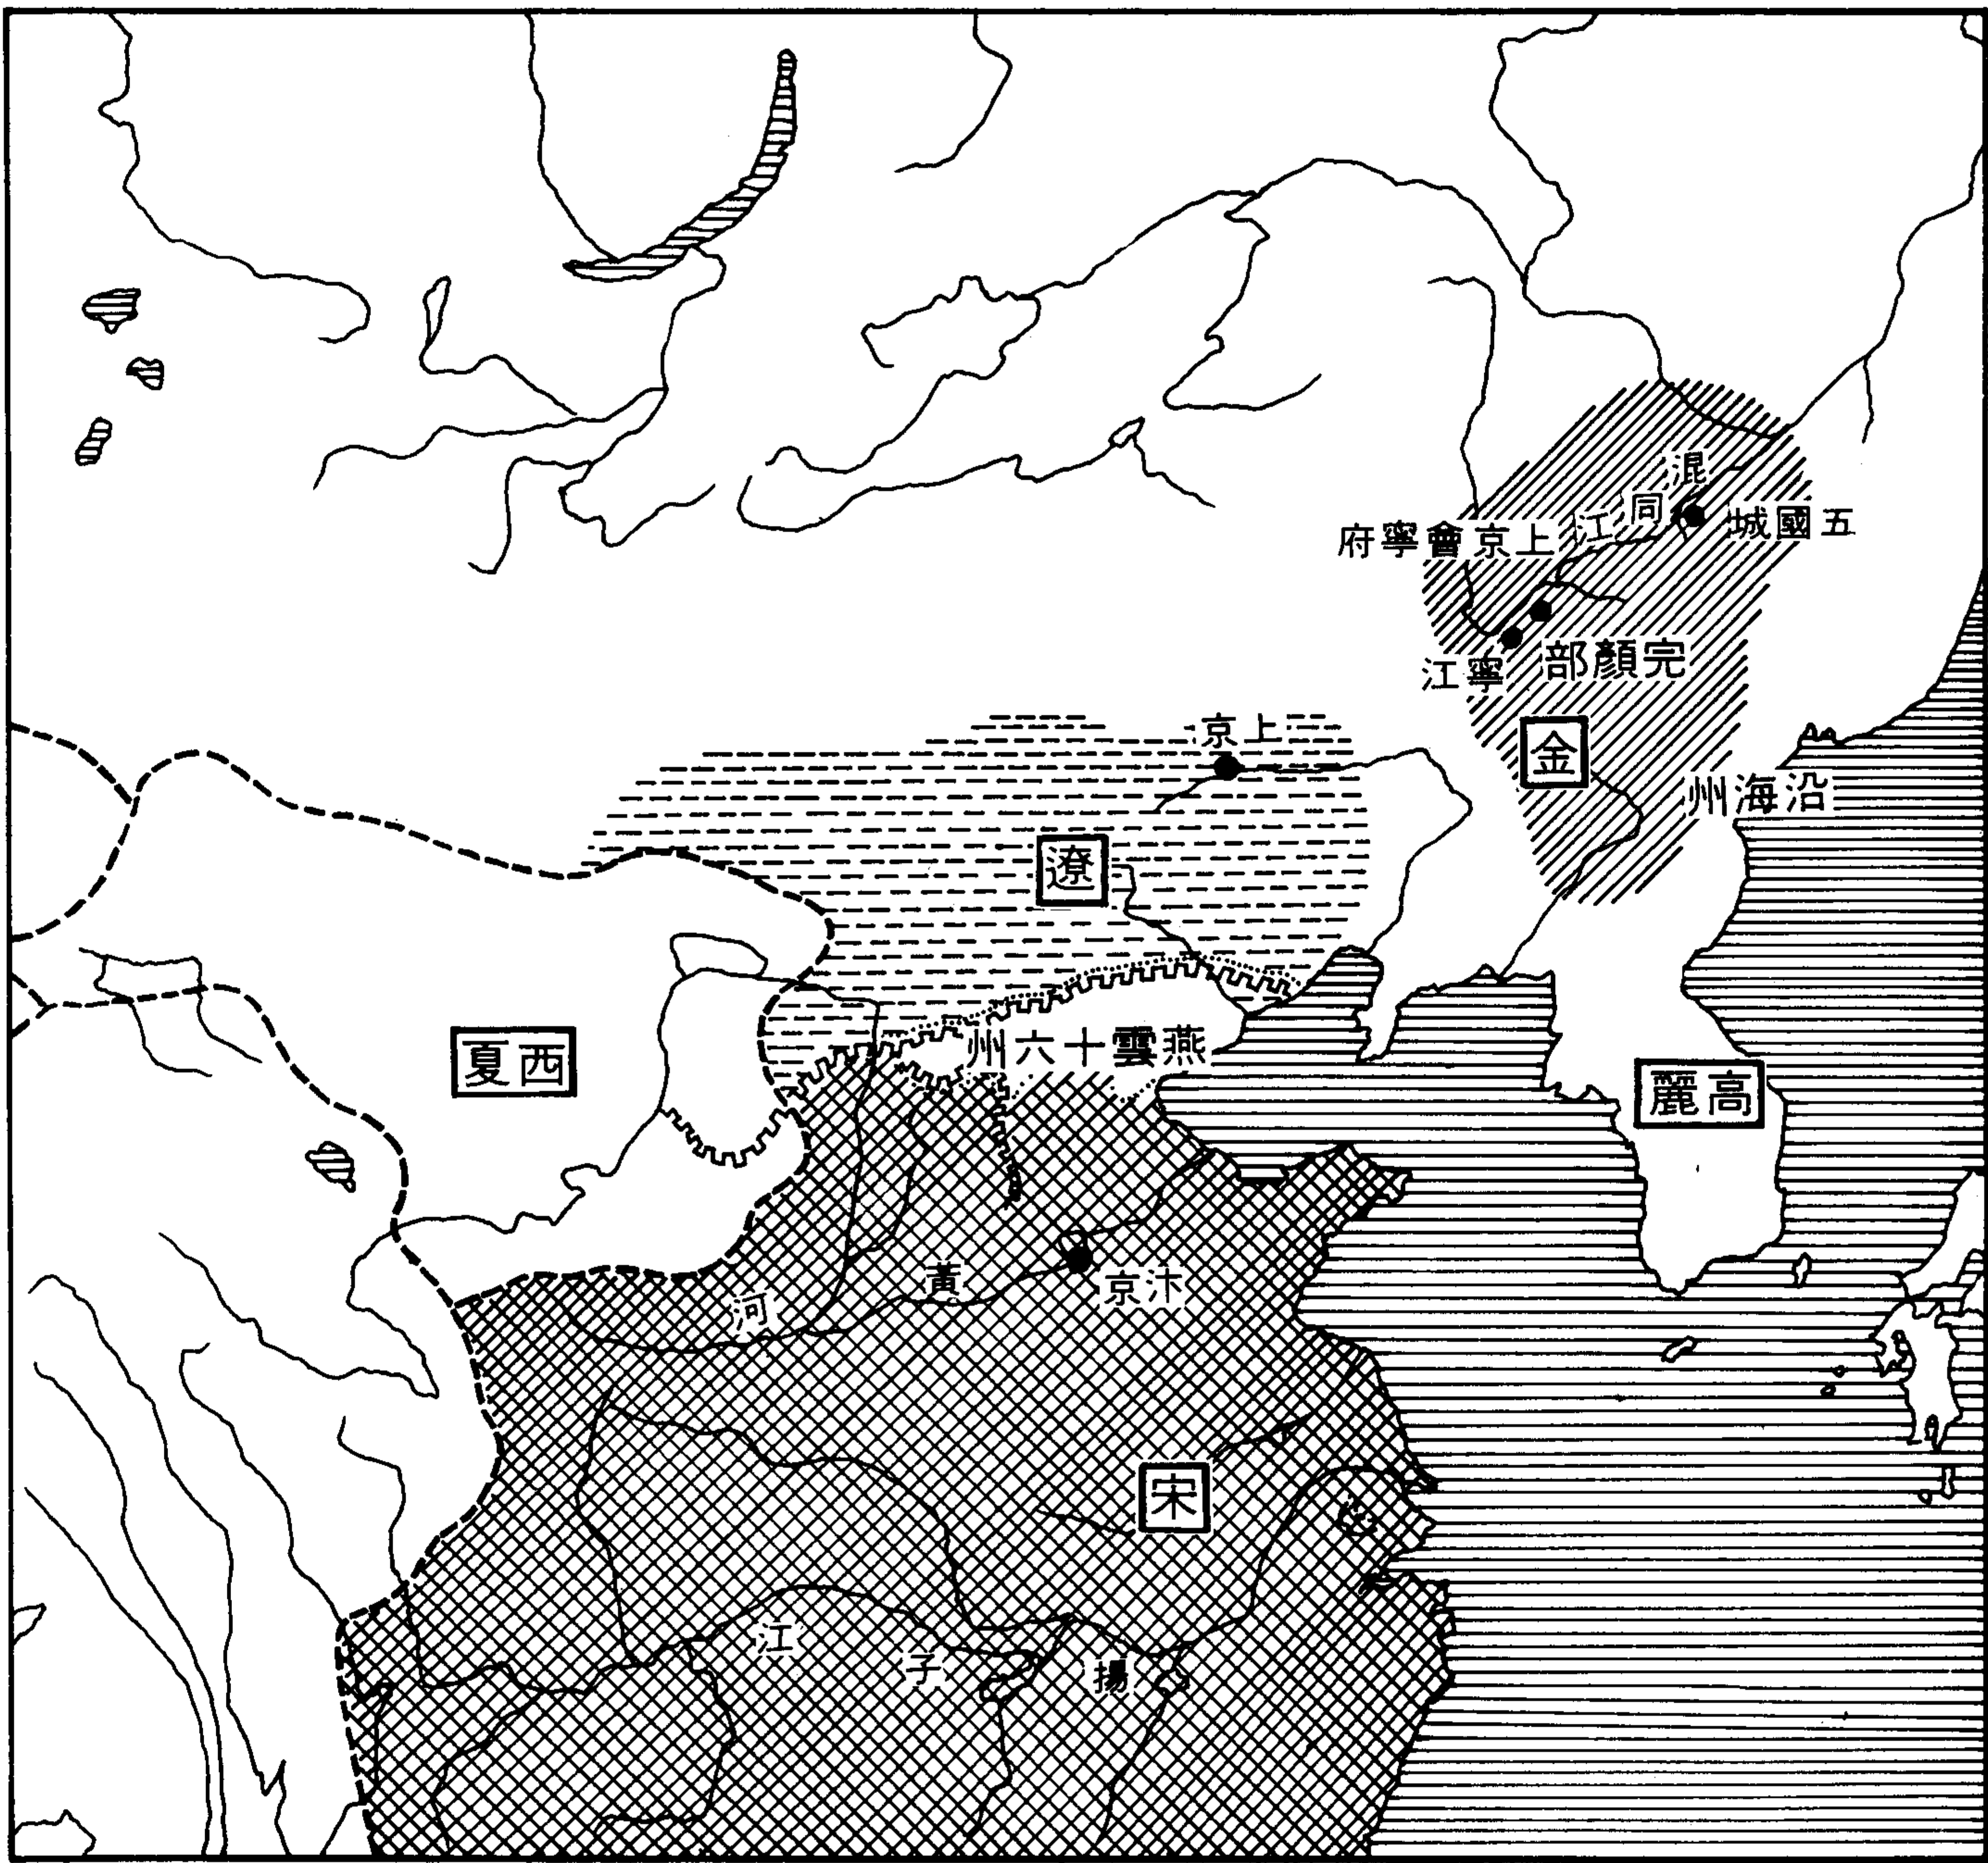 混同江
五國城
上京會寧府
完顏部
寧江
金
沿海州
上京
遼
燕雲十六州
西夏
高麗
汴京
黃河
宋
揚子江